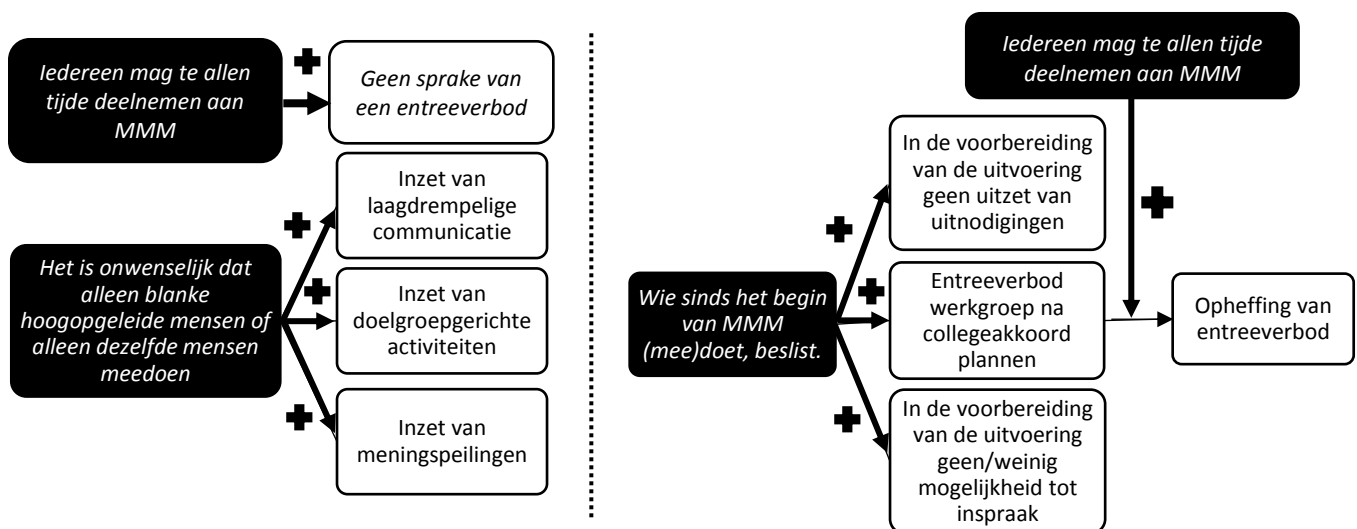 Iedereen mag te allen
tijde deelnemen aan
MMM
Geen sprake van
een entreeverbod
Het is onwenselijk dat
alleen blanke
hoogopgeleide mensen of
alleen dezelfde mensen
meedoen
Inzet van
laagdrempelige
communicatie
Inzet van
doelgroepgerichte
activiteiten
Inzet van
meningspeilingen
Iedereen mag te allen tijde
deelnemen aan MMM
Wie sinds het begin
van MMM
(mee)doet, beslist.
In de voorbereiding
van de uitvoering
geen uitzet van
uitnodigingen
Entreeverbod
werkgroep na
collegeakkoord
plannen
In de voorbereiding
van de uitvoering
geen/weinig
mogelijkheid tot
inspraak
Opheffing van
entreeverbod